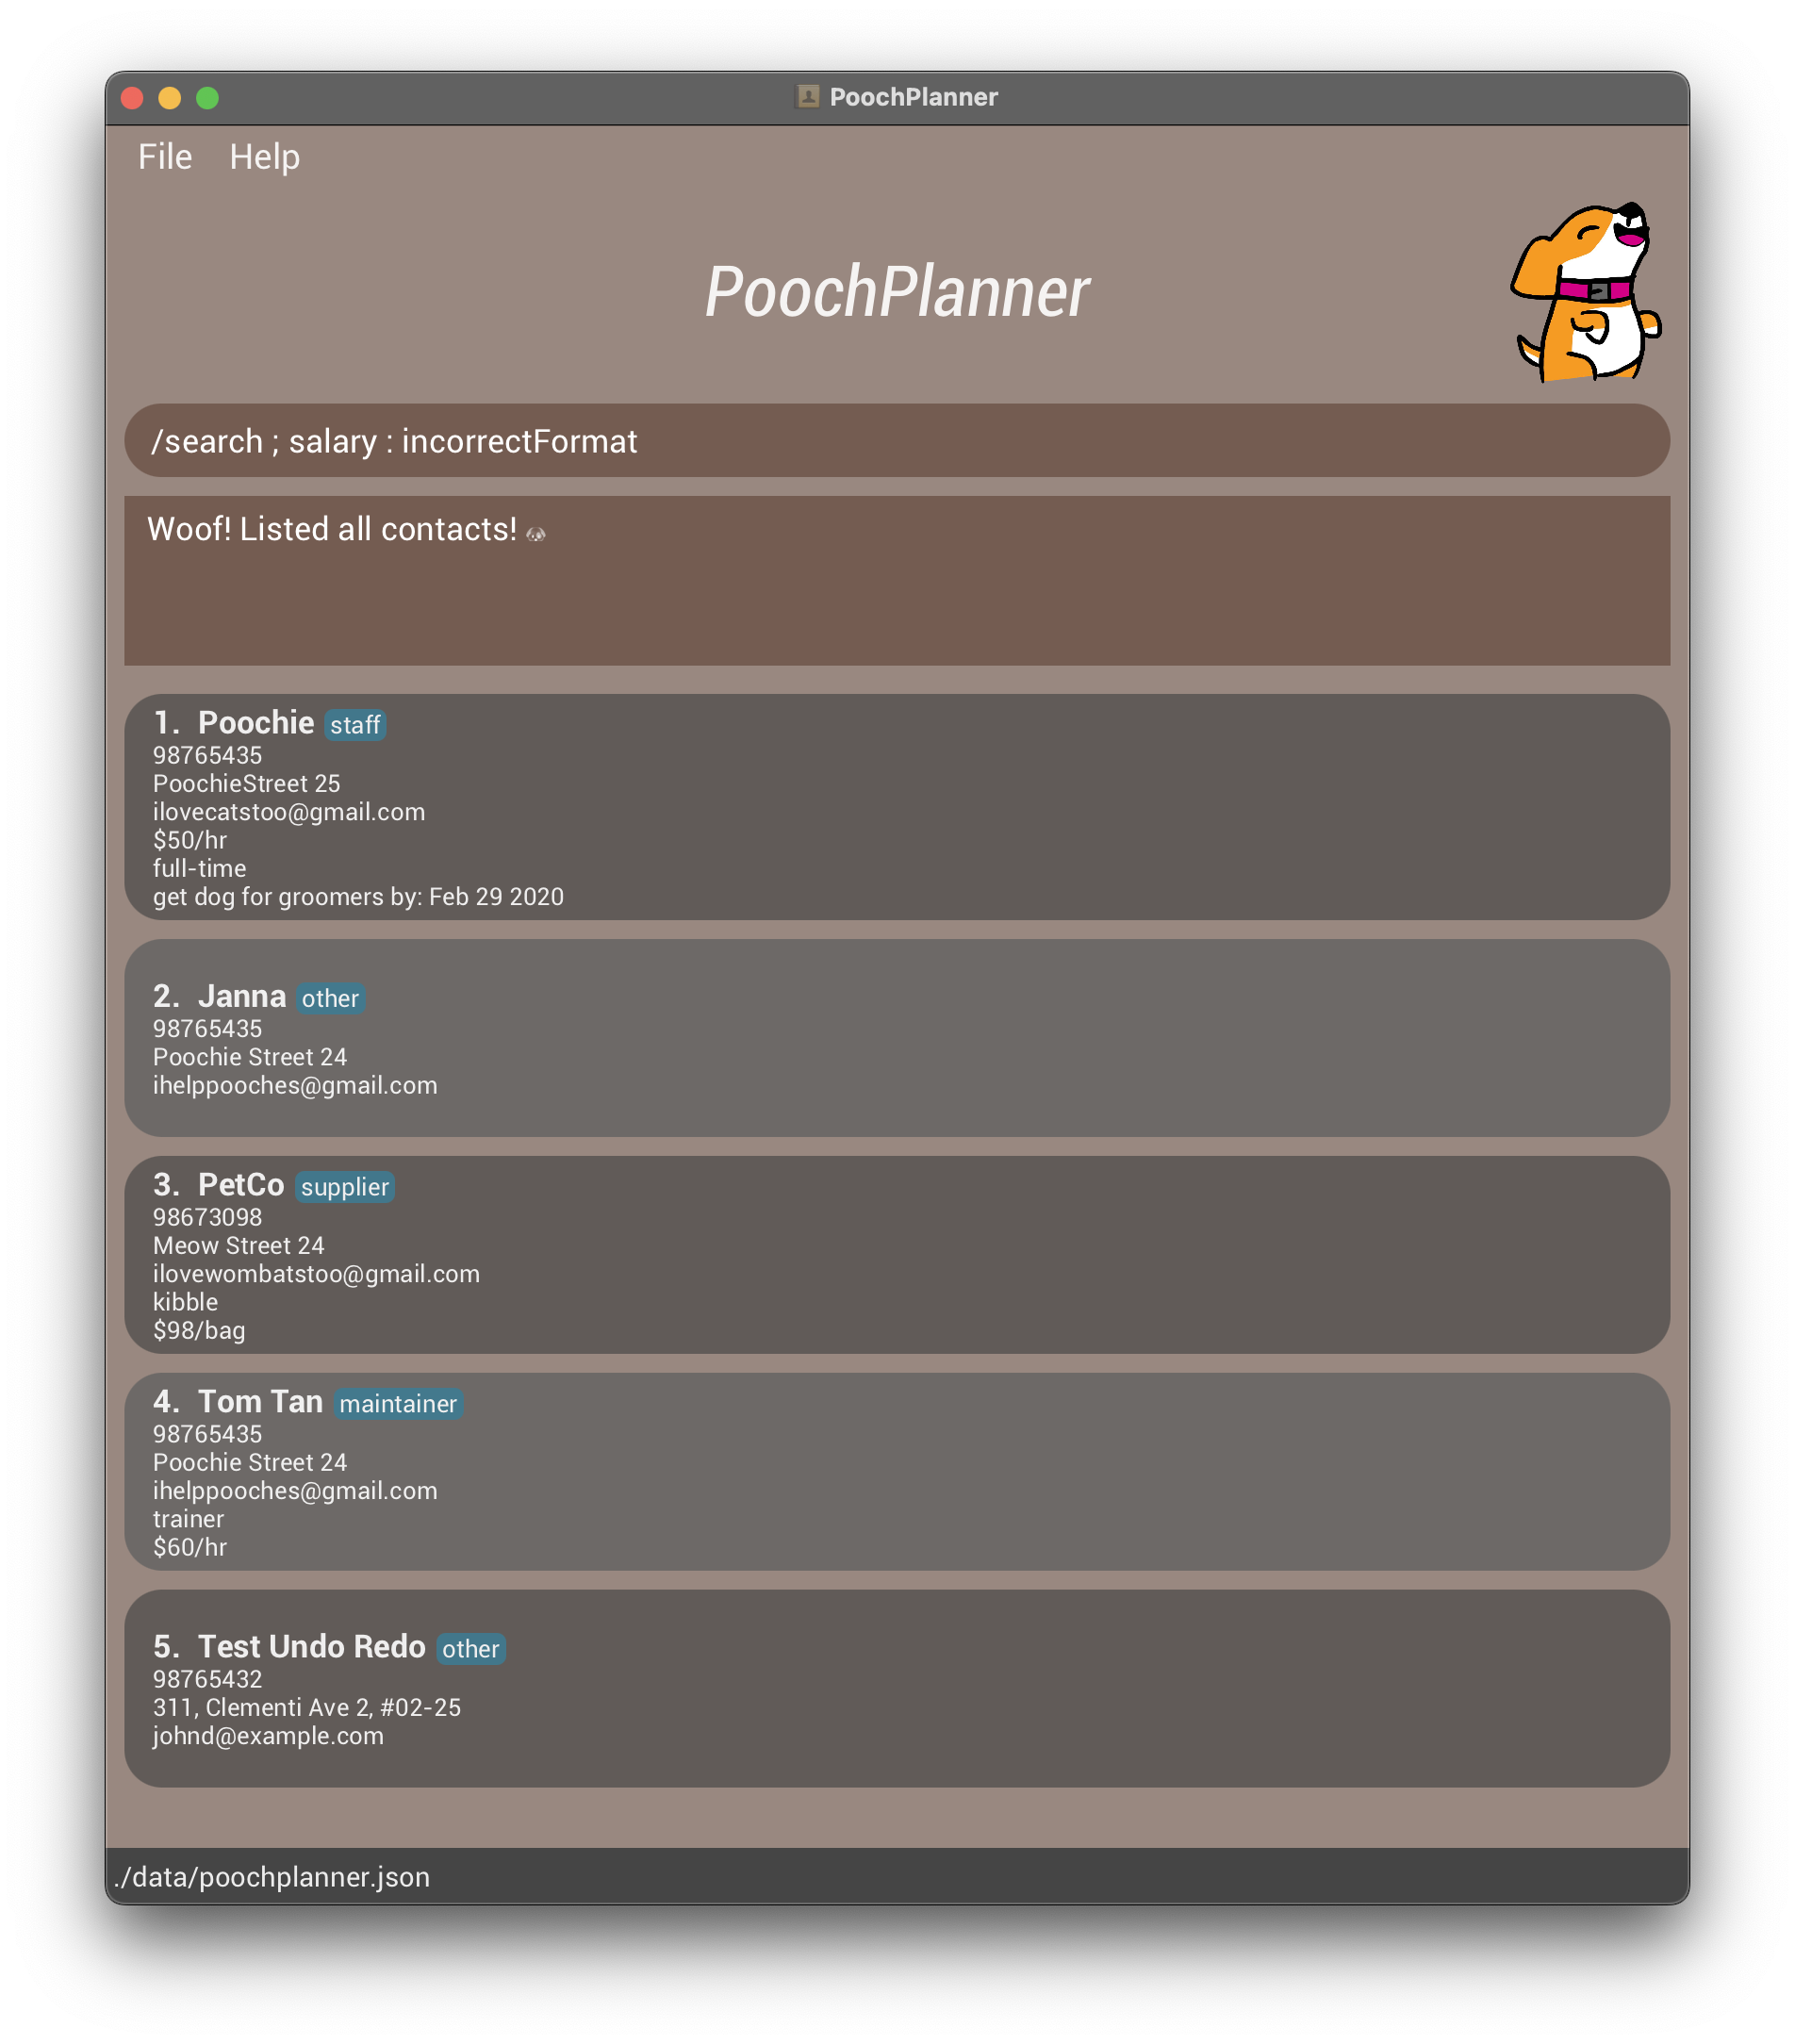 PoochPlanner
File Help
PoochPlanner
/search ; salary : incorrectFormat
Woof! Listed all contacts!
1. Poochie staff
98765435
PoochieStreet 25
ilovecatstoo@gmail.com
$50/hr
full-time
get dog for groomers by: Feb 29 2020
2. Janna other
98765435
Poochie Street 24
ihelppooches@gmail.com
3. PetCo supplier
98673098
Meow Street 24
ilovewombatstoo@gmail.com
kibble
$98/bag
4. Tom Tan maintainer
98765435
Poochie Street 24
ihelppooches@gmail.com
trainer
$60/hr
5. Test Undo Redo other
98765432
311, Clementi Ave 2, #02-25
johnd@example.com
./data/poochplanner.json